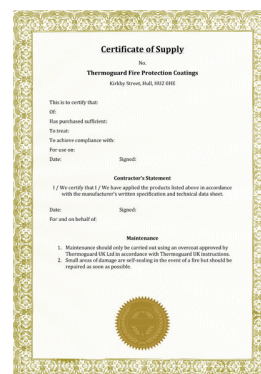 Certificate of Supply
No.
Thermoguard Fire Protection Coatings
Kirkby Street, Hull, HU2 0HE
This is to certify that:
Of:
Has purchased sufficient:
To treat:
To achieve compliance with:
For use on:
Date: Signed:
Contractor's Statement
I / We certify that I / We have applied the products listed above in accordance
with the manufacturer's written specification and technical data sheet.
Date: Signed:
For and on behalf of:
Maintenance
1. Maintenance should only be carried out using an overcoat approved by
Thermoguard UK Ltd in accordance with Thermoguard UK instructions.
2. Small areas of damage are self-sealing in the event of a fire but should be
repaired as soon as possible.